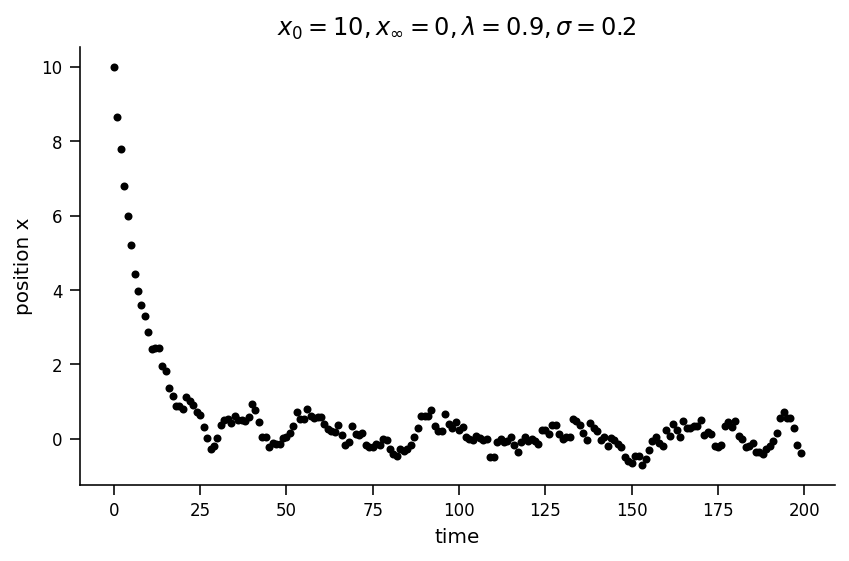 x₀ = 10, x∞ = 0, λ = 0.9, σ = 0.2
10
8
6
4
2
0
position x
0 25 50 75 100 125 150 175 200
time